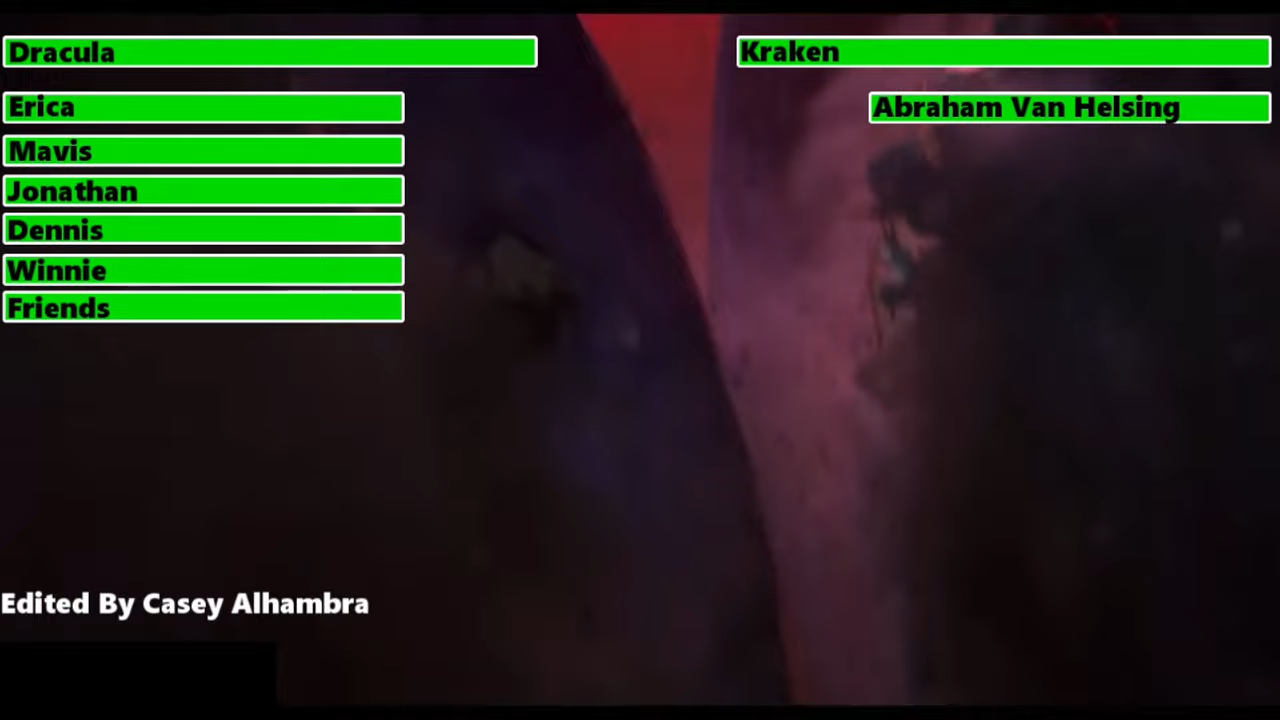 Dracula
Kraken
Erica
Abraham Van Helsing
Mavis
Jonathan
Dennis
Winnie
Friends
Edited By Casey Alhambra